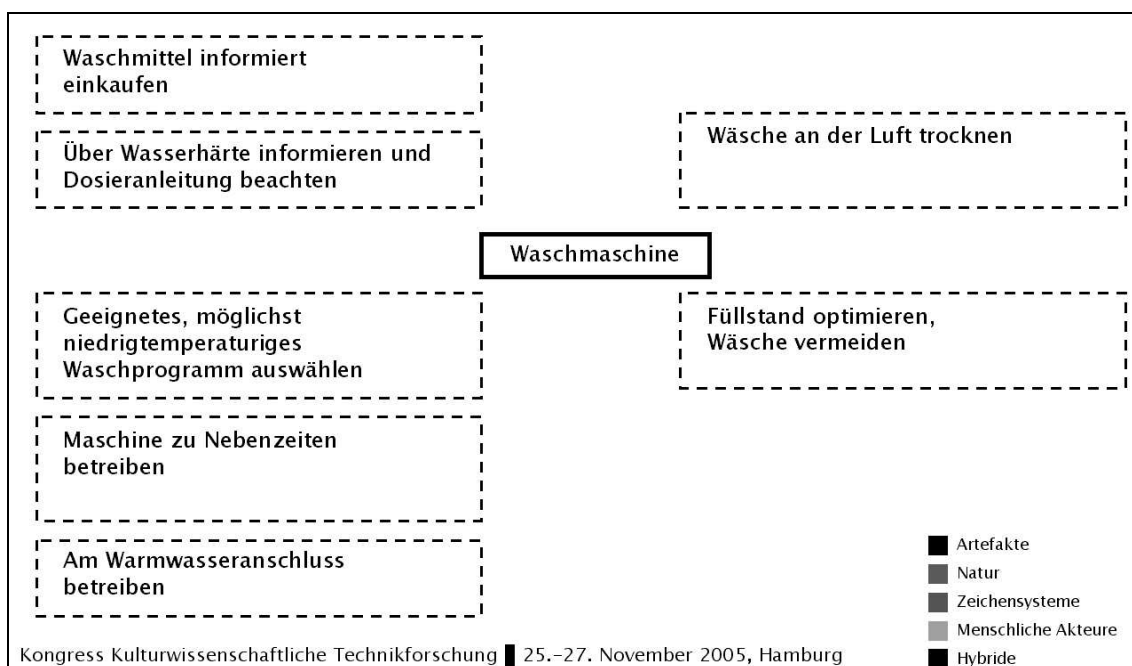 Waschmittel informiert
einkaufen
Über Wasserhärte informieren und
Dosieranleitung beachten
Wäsche an der Luft trocknen
Waschmaschine
Geeignetes, möglichst
niedrigtemperaturiges
Waschprogramm auswählen
Füllstand optimieren,
Wäsche vermeiden
Maschine zu Nebenzeiten
betreiben
Am Warmwasseranschluss
betreiben
Artefakte
Natur
Zeichensysteme
Menschliche Akteure
Hybride
Kongress Kulturwissenschaftliche Technikforschung 25.–27. November 2005, Hamburg